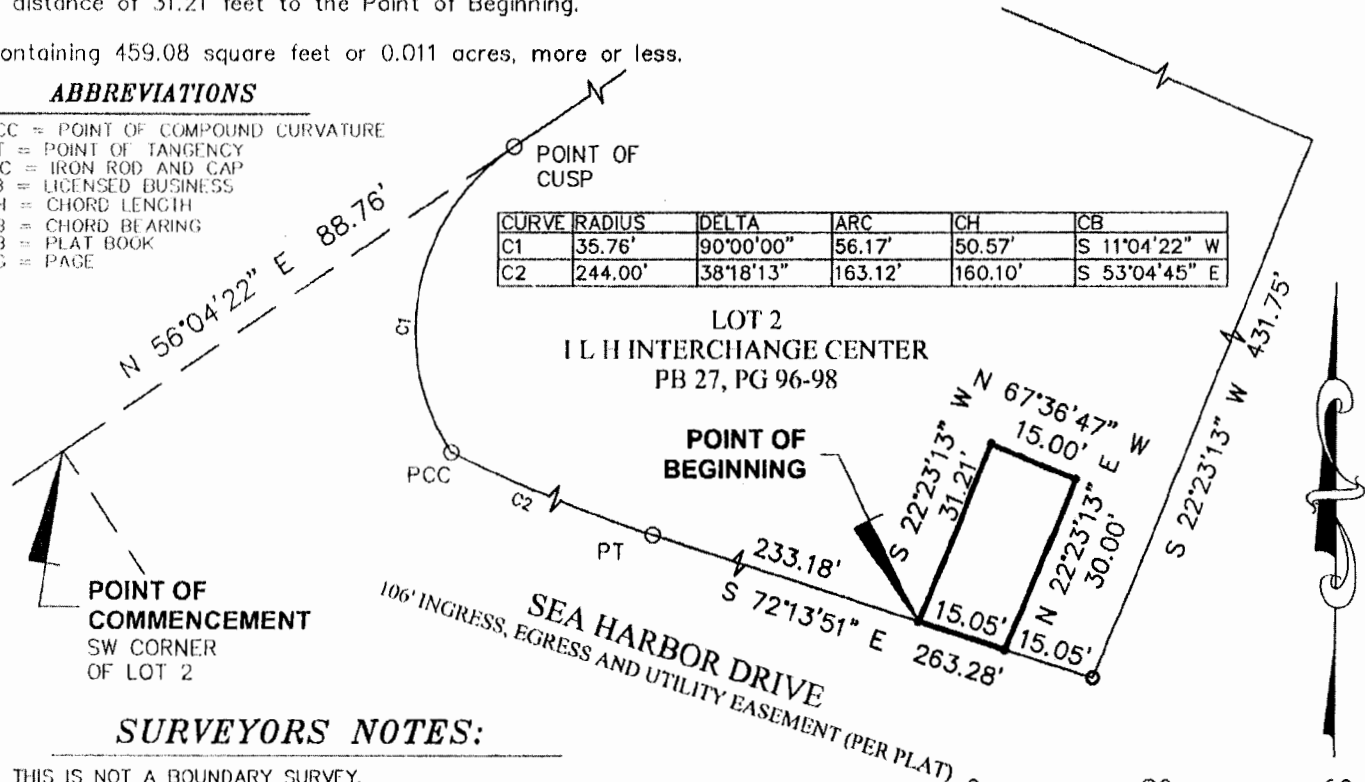 distance of 31.21 feet to the Point of Beginning.
ontaining 459.08 square feet or 0.011 acres, more or less.
ABBREVIATIONS
CC = POINT OF COMPOUND CURVATURE
T = POINT OF TANGENCY
C = IRON ROD AND CAP
B = LICENSED BUSINESS
H = CHORD LENGTH
B = CHORD BEARING
B = PLAT BOOK
G = PAGE
POINT OF
CUSP
N 56°04'22" E 88.76'
CURVE RADIUS DELTA ARC CH CB
C1 35.76' 90°00'00" 56.17' 50.57' S 11°04'22" W
C2 244.00' 38°18'13" 163.12' 160.10' S 53°04'45" E
C1
LOT 2
I L H INTERCHANGE CENTER
PB 27, PG 96-98
S 22°23'13" W 431.75'
N 67°36'47" W
15.00'
S 22°23'13" W
31.21'
N 22°23'13" E
30.00'
POINT OF
BEGINNING
PCC
C2
PT
233.18'
S 72°13'51" E 263.28'
15.05'
15.05'
SEA HARBOR DRIVE
106' INGRESS, EGRESS AND UTILITY EASEMENT (PER PLAT)
POINT OF
COMMENCEMENT
SW CORNER
OF LOT 2
SURVEYORS NOTES:
THIS IS NOT A BOUNDARY SURVEY.